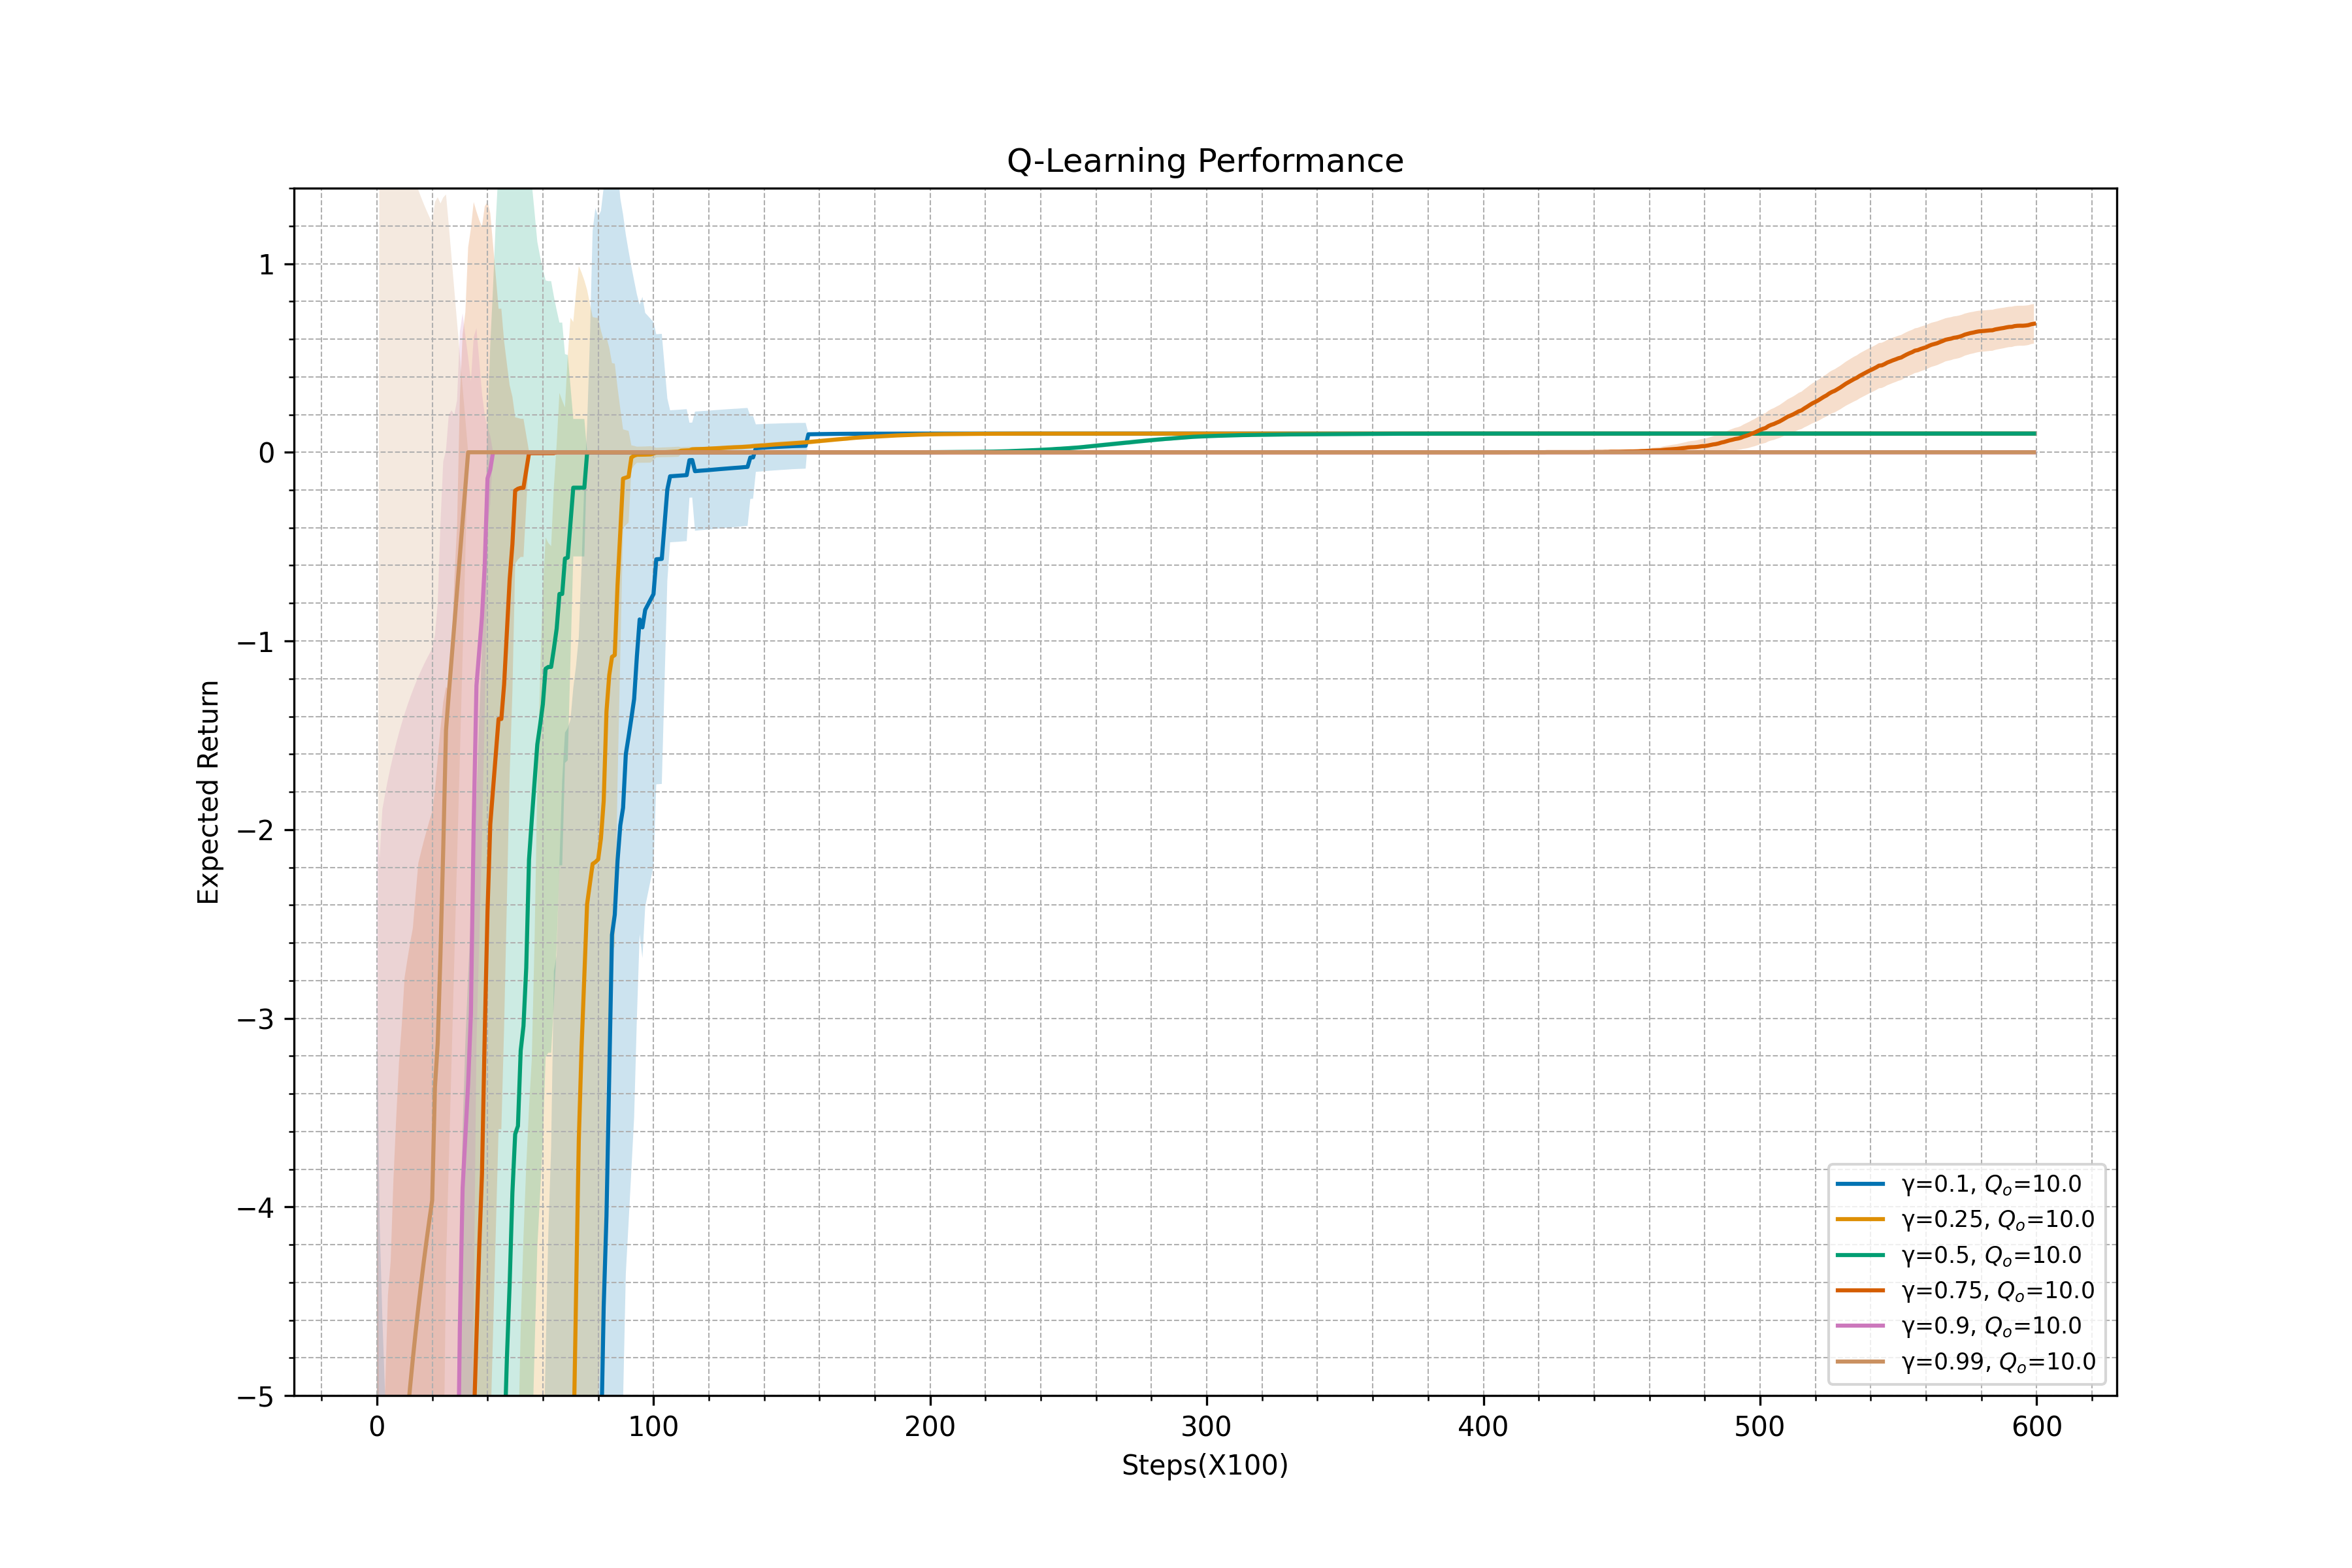 Q-Learning Performance
Expected Return
1
0
−1
−2
−3
−4
−5
0 100 200 300 400 500 600
Steps(X100)
γ=0.1, Qₒ=10.0
γ=0.25, Qₒ=10.0
γ=0.5, Qₒ=10.0
γ=0.75, Qₒ=10.0
γ=0.9, Qₒ=10.0
γ=0.99, Qₒ=10.0